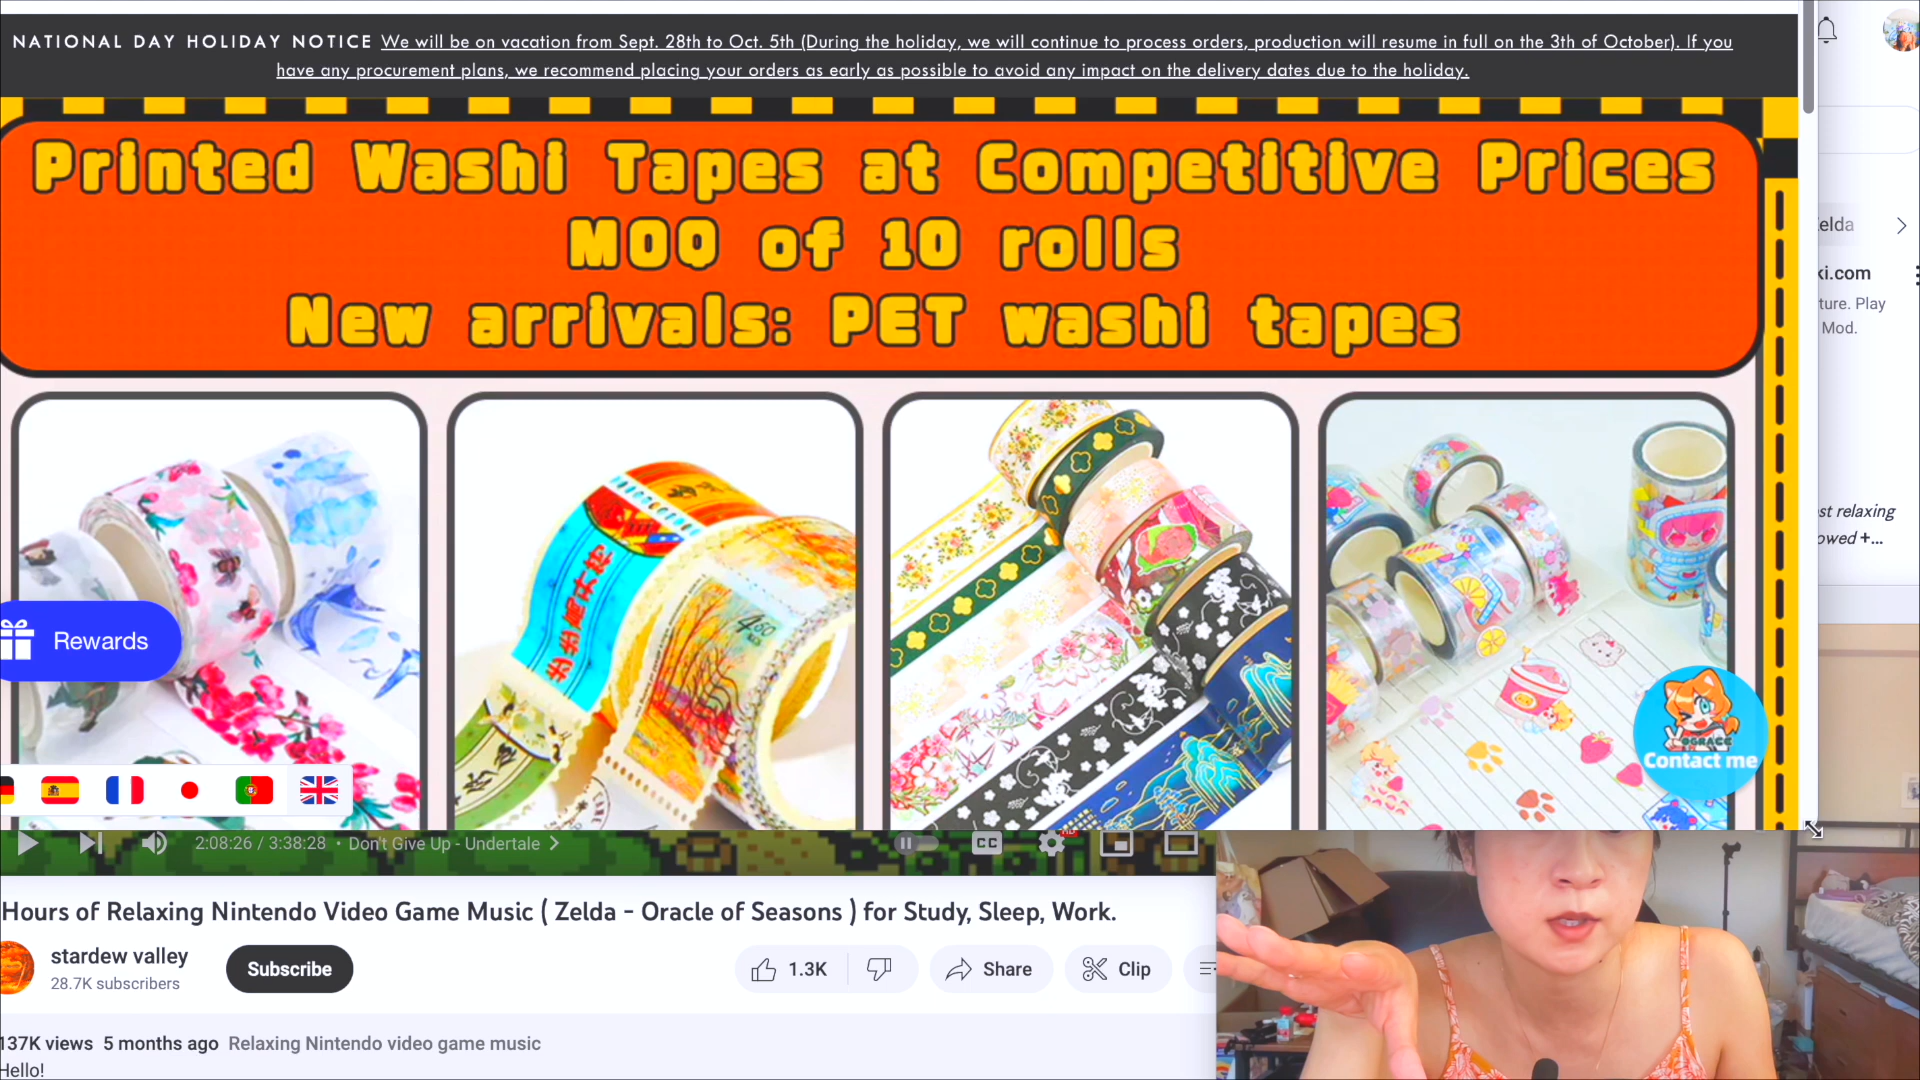 NATIONAL DAY HOLIDAY NOTICE We will be on vacation from Sept. 28th to Oct. 5th (During the holiday, we will continue to process orders, production will resume in full on the 3th of October). If you
have any procurement plans, we recommend placing your orders as early as possible to avoid any impact on the delivery dates due to the holiday.
Printed Washi Tapes at Competitive Prices
MOQ of 10 rolls
New arrivals: PET washi tapes
elda
ki.com
ture. Play
Mod.
st relaxing
owed +...
4.60
Rewards
VOGRACE
Contact me
2:08:26 / 3:38:28 • Don't Give Up - Undertale
CC
HD
Hours of Relaxing Nintendo Video Game Music ( Zelda - Oracle of Seasons ) for Study, Sleep, Work.
stardew valley
28.7K subscribers
Subscribe
1.3K
Share
Clip
137K views 5 months ago Relaxing Nintendo video game music
Hello!